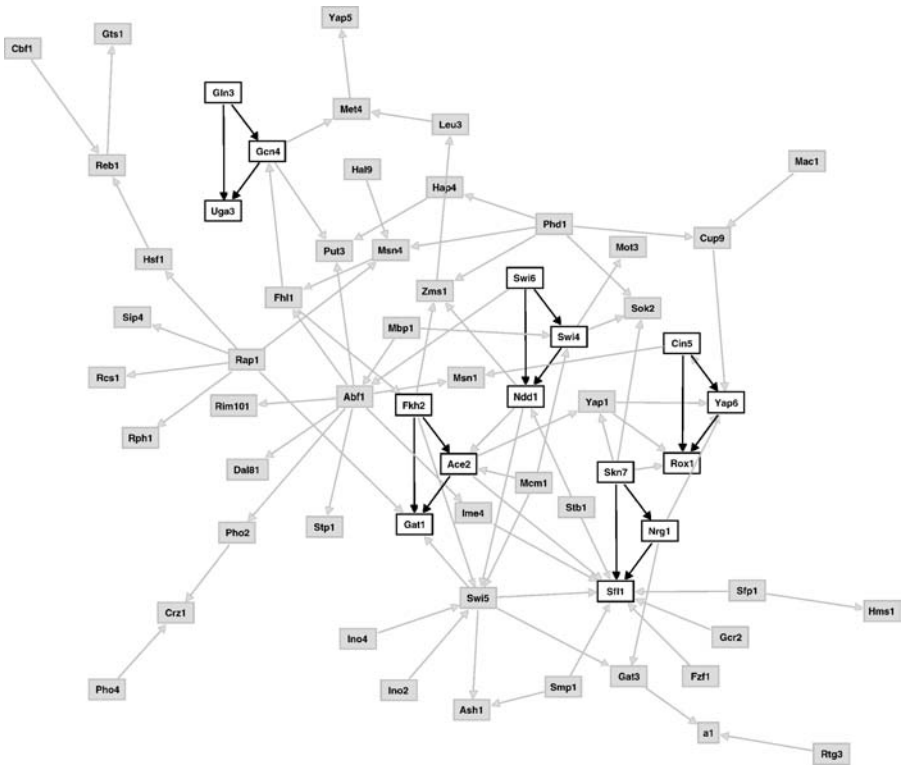 Yap5
Gts1
Cbf1
Gln3
Met4
Leu3
Gcn4
Reb1
Hal9
Mac1
Hap4
Uga3
Phd1
Cup9
Put3
Msn4
Mot3
Hsf1
Swi6
Fhl1
Zms1
Sok2
Sip4
Mbp1
Swi4
Cin5
Rap1
Rcs1
Msn1
Abf1
Rim101
Fkh2
Ndd1
Yap1
Yap6
Rph1
Ace2
Rox1
Dal81
Skn7
Mcm1
Stb1
Ime4
Gat1
Stp1
Nrg1
Pho2
Sfl1
Sfp1
Swi5
Hms1
Crz1
Gcr2
Ino4
Gat3
Fzf1
Pho4
Ino2
Smp1
Ash1
a1
Rtg3